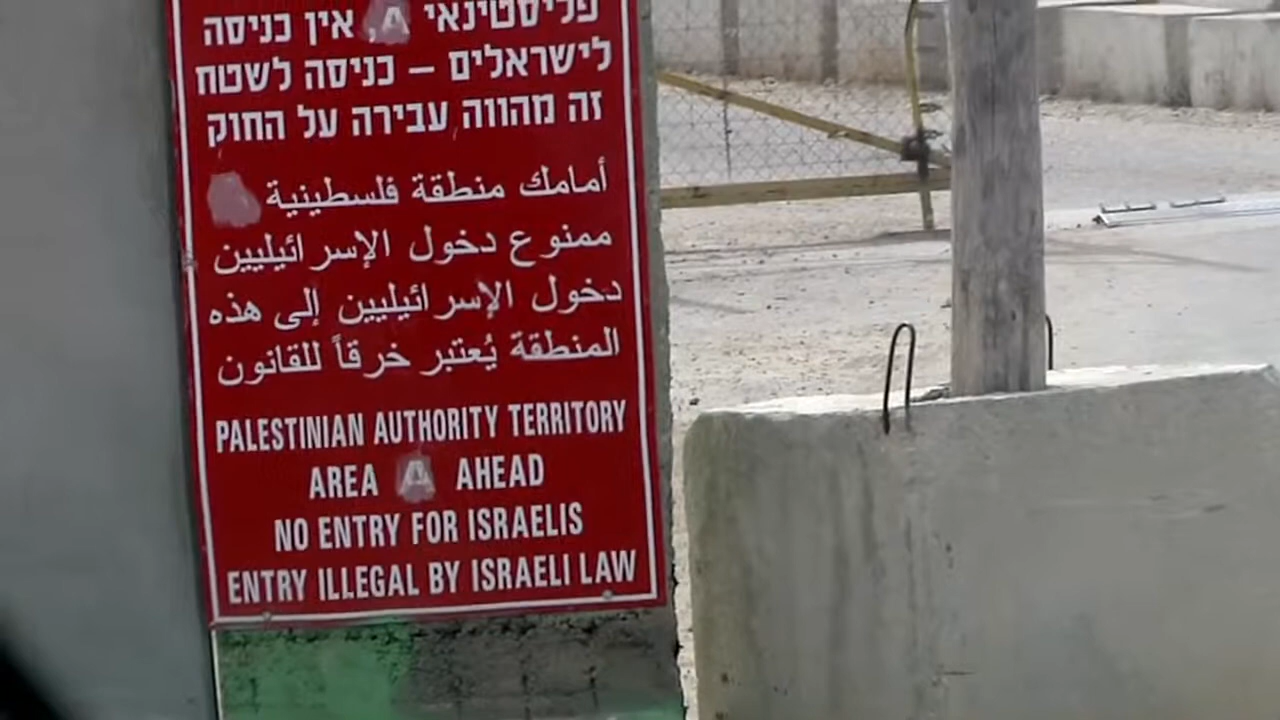 פליסטינאי A, אין כניסה
לישראלים – כניסה לשטח
זה מהווה עבירה על החוק
أمامك منطقة فلسطينية
ممنوع دخول الإسرائيليين
دخول الإسرائيليين إلى هذه
المنطقة يُعتبر خرقاً للقانون
PALESTINIAN AUTHORITY TERRITORY
AREA A AHEAD
NO ENTRY FOR ISRAELIS
ENTRY ILLEGAL BY ISRAELI LAW